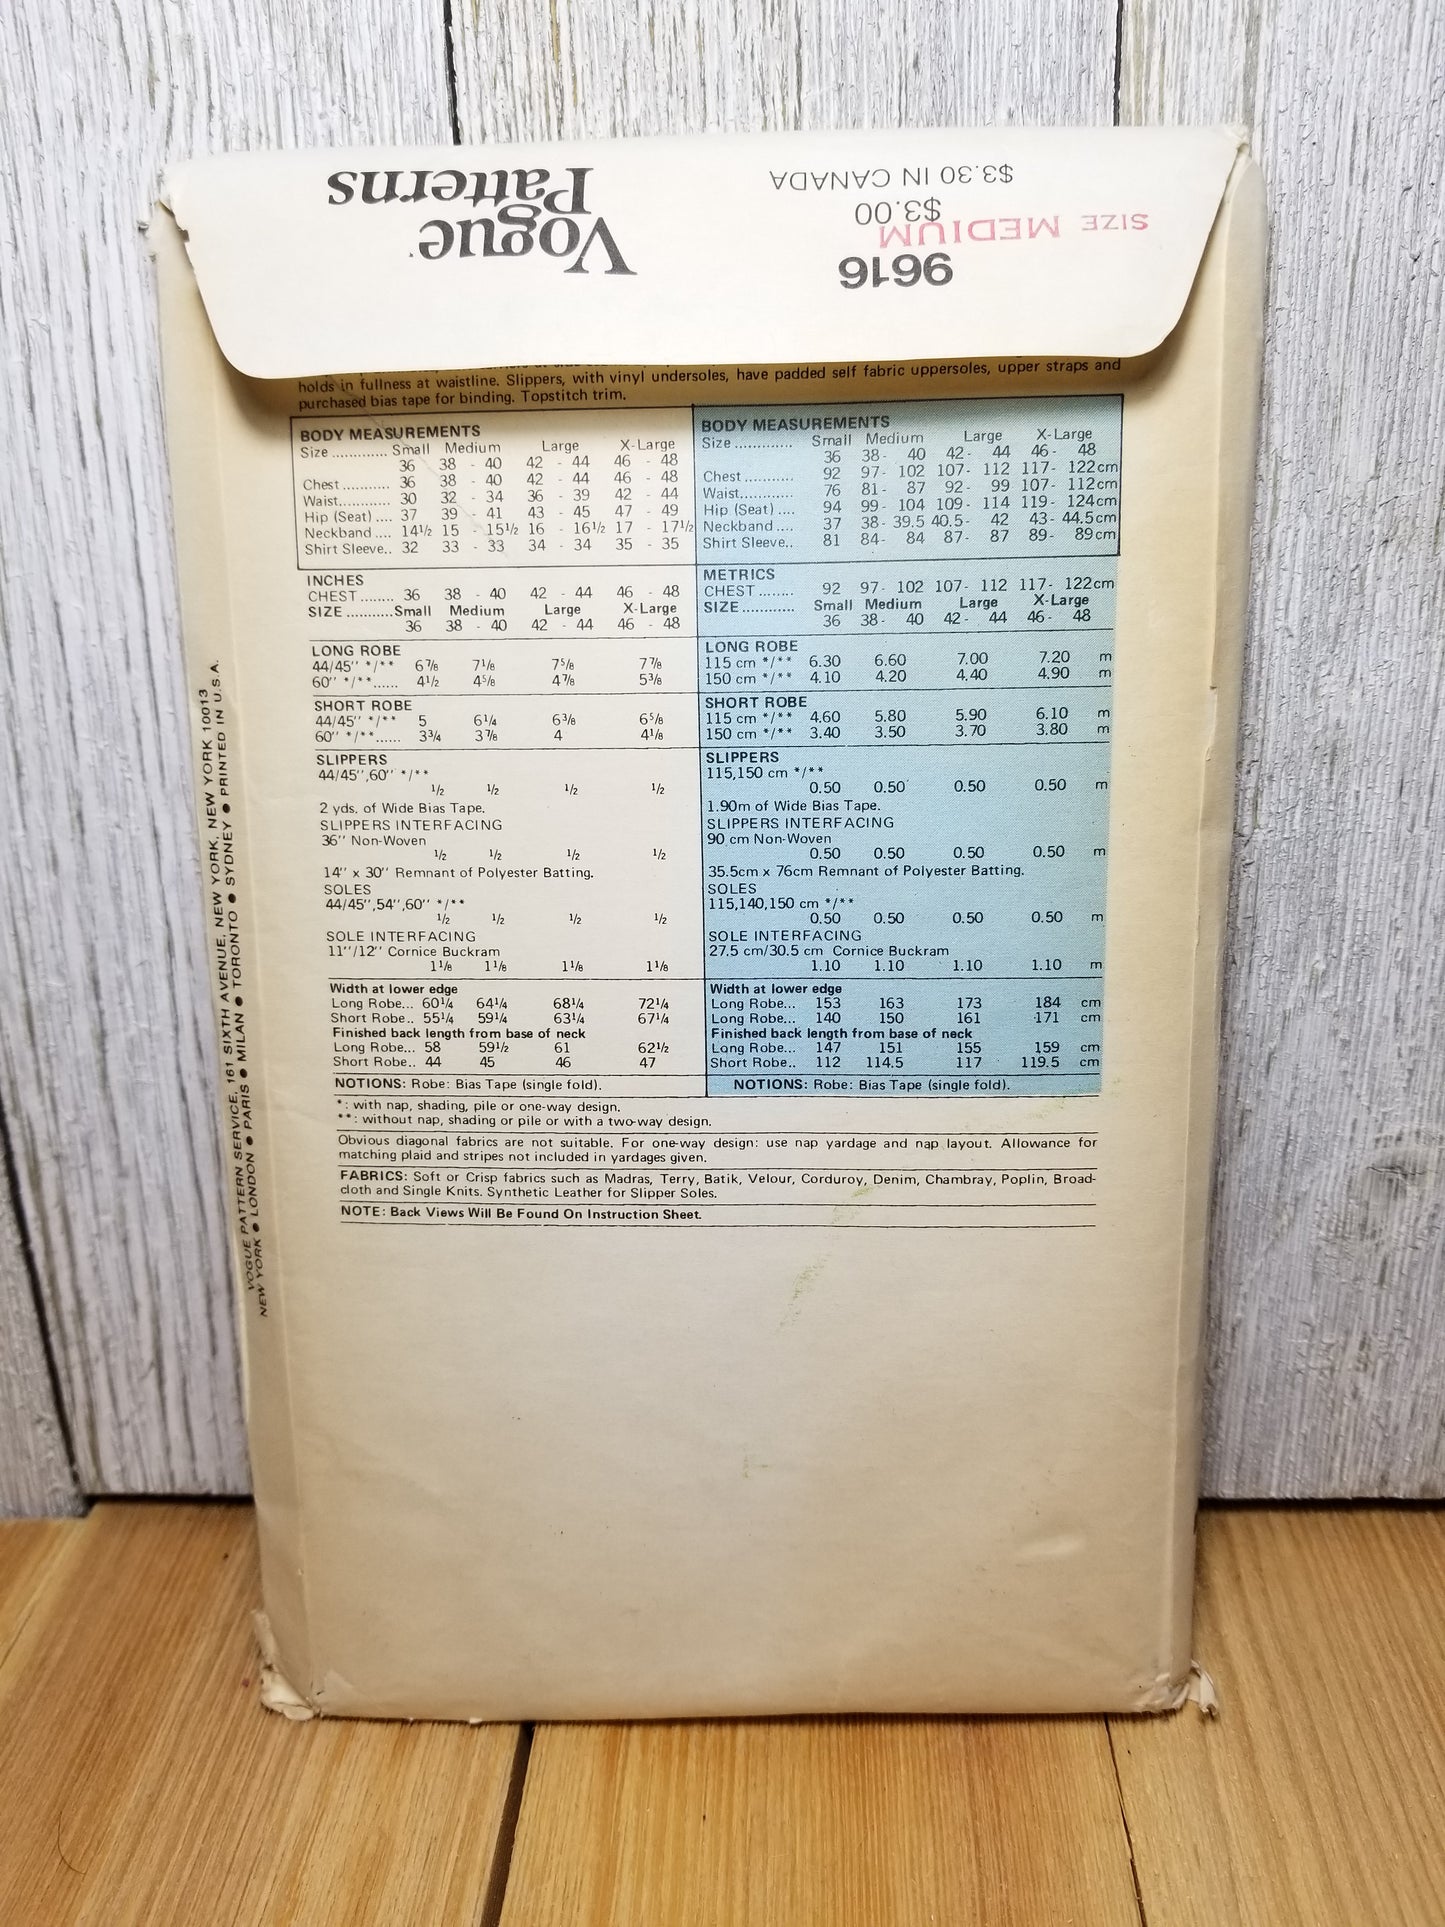 Vogue
Patterns
9616
SIZE MEDIUM
$3.00
$3.30 IN CANADA
holds in fullness at waistline. Slippers, with vinyl undersoles, have padded self fabric uppersoles, upper straps and
purchased bias tape for binding. Topstitch trim.
BODY MEASUREMENTS
Size ............. Small Medium Large X-Large
36 38 - 40 42 - 44 46 - 48
Chest ........... 36 38 - 40 42 - 44 46 - 48
Waist............ 30 32 - 34 36 - 39 42 - 44
Hip (Seat) .... 37 39 - 41 43 - 45 47 - 49
Neckband .... 14½ 15 - 15½ 16 - 16½ 17 - 17½
Shirt Sleeve.. 32 33 - 33 34 - 34 35 - 35
INCHES
CHEST ........ 36 38 - 40 42 - 44 46 - 48
SIZE ........... Small Medium Large X-Large
36 38 - 40 42 - 44 46 - 48
LONG ROBE
44/45'' */** 6⅞ 7⅛ 7⅝ 7⅞
60'' */**...... 4½ 4⅝ 4⅞ 5⅜
SHORT ROBE
44/45'' */** 5 6¼ 6⅜ 6⅝
60'' */**...... 3¾ 3⅞ 4 4⅛
SLIPPERS
44/45'',60'' */**
½ ½ ½ ½
2 yds. of Wide Bias Tape.
SLIPPERS INTERFACING
36'' Non-Woven
½ ½ ½ ½
14'' x 30'' Remnant of Polyester Batting.
SOLES
44/45'',54'',60'' */**
½ ½ ½ ½
SOLE INTERFACING
11''/12'' Cornice Buckram
1⅛ 1⅛ 1⅛ 1⅛
Width at lower edge
Long Robe... 60¼ 64¼ 68¼ 72¼
Short Robe.. 55¼ 59¼ 63¼ 67¼
Finished back length from base of neck
Long Robe... 58 59½ 61 62½
Short Robe.. 44 45 46 47
NOTIONS: Robe: Bias Tape (single fold).
BODY MEASUREMENTS
Size ............. Small Medium Large X-Large
36 38- 40 42- 44 46- 48
Chest ........... 92 97- 102 107- 112 117- 122cm
Waist............ 76 81- 87 92- 99 107- 112cm
Hip (Seat) .... 94 99- 104 109- 114 119- 124cm
Neckband .... 37 38- 39.5 40.5- 42 43- 44.5cm
Shirt Sleeve.. 81 84- 84 87- 87 89- 89cm
METRICS
CHEST ........ 92 97- 102 107- 112 117- 122cm
SIZE ............ Small Medium Large X-Large
36 38- 40 42- 44 46- 48
LONG ROBE
115 cm */** 6.30 6.60 7.00 7.20 m
150 cm */** 4.10 4.20 4.40 4.90 m
SHORT ROBE
115 cm */** 4.60 5.80 5.90 6.10 m
150 cm */** 3.40 3.50 3.70 3.80 m
SLIPPERS
115,150 cm */**
0.50 0.50 0.50 0.50 m
1.90m of Wide Bias Tape.
SLIPPERS INTERFACING
90 cm Non-Woven
0.50 0.50 0.50 0.50 m
35.5cm x 76cm Remnant of Polyester Batting.
SOLES
115,140,150 cm */**
0.50 0.50 0.50 0.50 m
SOLE INTERFACING
27.5 cm/30.5 cm Cornice Buckram
1.10 1.10 1.10 1.10 m
Width at lower edge
Long Robe... 153 163 173 184 cm
Long Robe... 140 150 161 171 cm
Finished back length from base of neck
Long Robe... 147 151 155 159 cm
Short Robe.. 112 114.5 117 119.5 cm
NOTIONS: Robe: Bias Tape (single fold).
*: with nap, shading, pile or one-way design.
**: without nap, shading or pile or with a two-way design.
Obvious diagonal fabrics are not suitable. For one-way design: use nap yardage and nap layout. Allowance for
matching plaid and stripes not included in yardages given.
FABRICS: Soft or Crisp fabrics such as Madras, Terry, Batik, Velour, Corduroy, Denim, Chambray, Poplin, Broad-
cloth and Single Knits. Synthetic Leather for Slipper Soles.
NOTE: Back Views Will Be Found On Instruction Sheet.
VOGUE PATTERN SERVICE, 161 SIXTH AVENUE, NEW YORK, NEW YORK 10013
NEW YORK ● LONDON ● PARIS ● MILAN ● TORONTO ● SYDNEY ● PRINTED IN U.S.A.